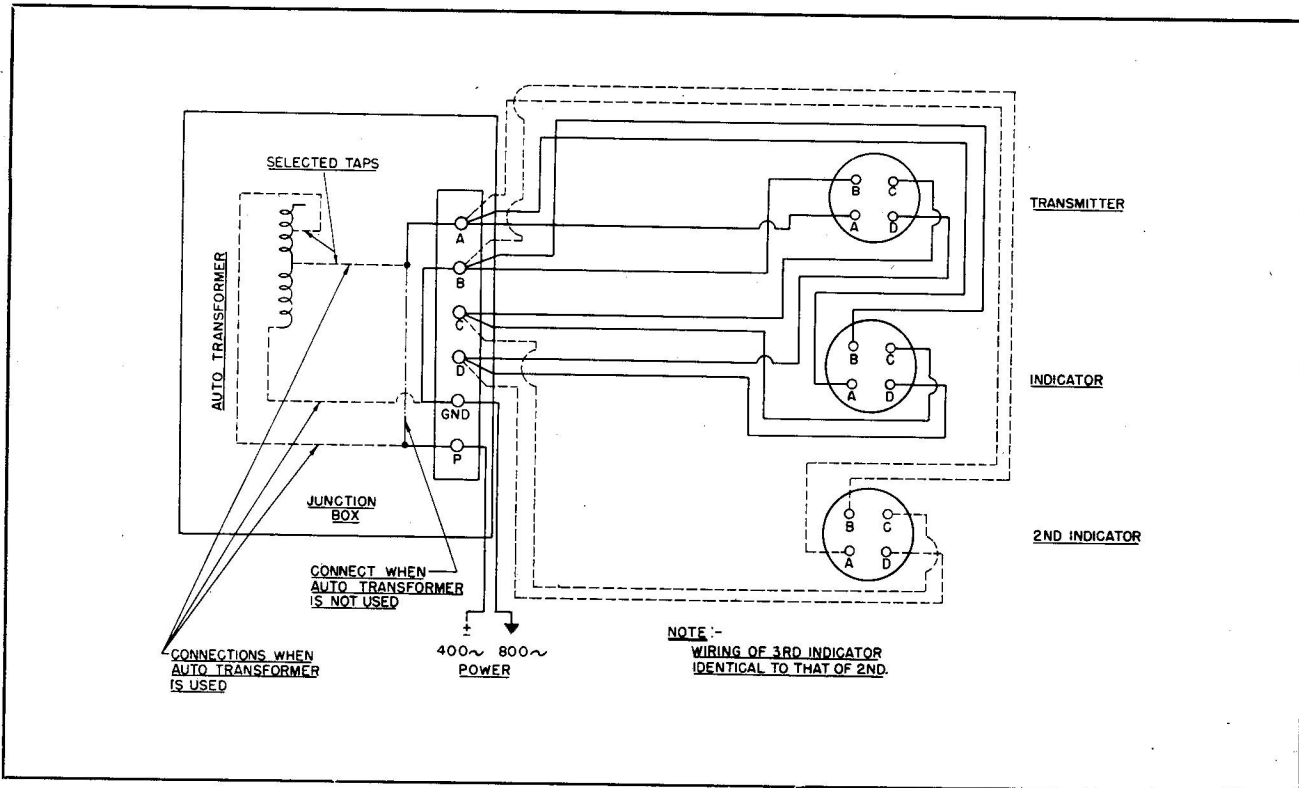 SELECTED TAPS
AUTO TRANSFORMER
A
B
C
D
GND
P
JUNCTION
BOX
B C
A D
TRANSMITTER
B C
A D
INDICATOR
B C
A D
2ND INDICATOR
CONNECT WHEN
AUTO TRANSFORMER
IS NOT USED
CONNECTIONS WHEN
AUTO TRANSFORMER
IS USED
±
400~ 800~
POWER
NOTE:-
WIRING OF 3RD INDICATOR
IDENTICAL TO THAT OF 2ND.